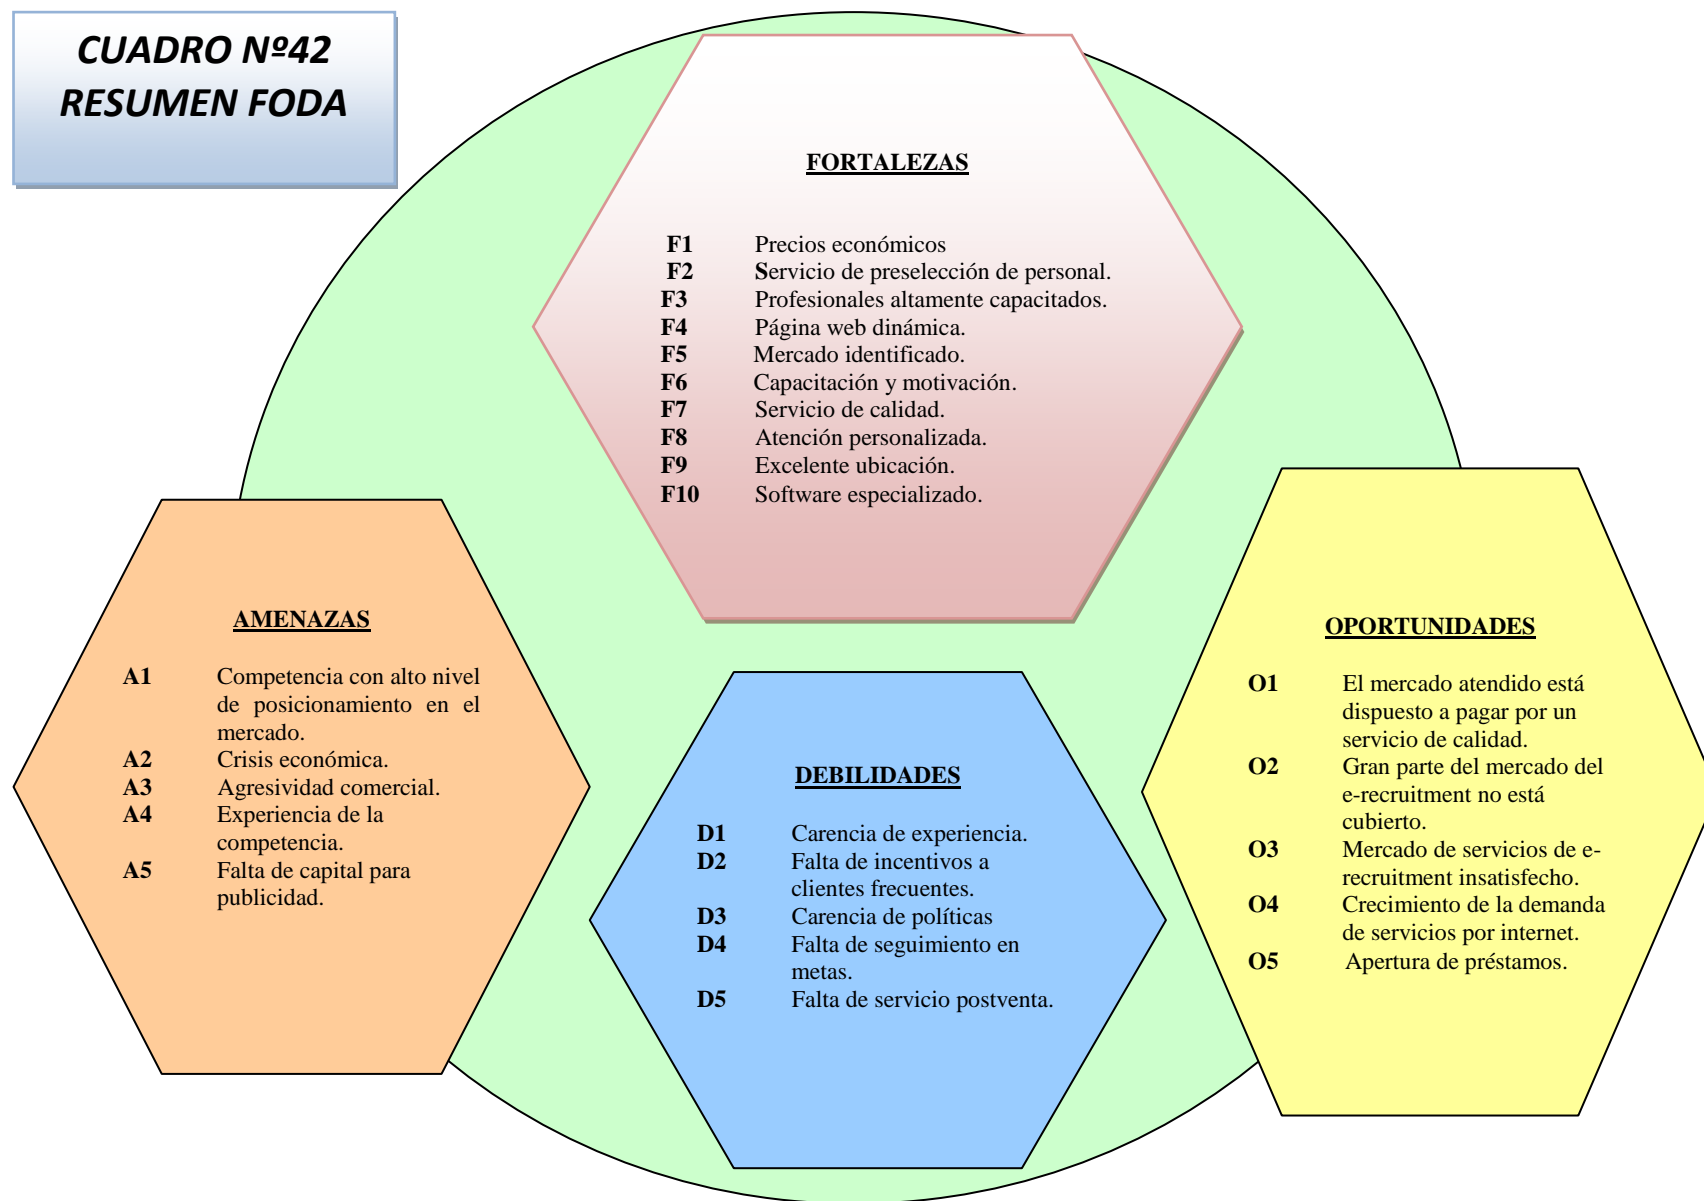 CUADRO Nº42
RESUMEN FODA
FORTALEZAS
F1 Precios económicos
F2 Servicio de preselección de personal.
F3 Profesionales altamente capacitados.
F4 Página web dinámica.
F5 Mercado identificado.
F6 Capacitación y motivación.
F7 Servicio de calidad.
F8 Atención personalizada.
F9 Excelente ubicación.
F10 Software especializado.
AMENAZAS
A1 Competencia con alto nivel
de posicionamiento en el
mercado.
A2 Crisis económica.
A3 Agresividad comercial.
A4 Experiencia de la
competencia.
A5 Falta de capital para
publicidad.
DEBILIDADES
D1 Carencia de experiencia.
D2 Falta de incentivos a
clientes frecuentes.
D3 Carencia de políticas
D4 Falta de seguimiento en
metas.
D5 Falta de servicio postventa.
OPORTUNIDADES
O1 El mercado atendido está
dispuesto a pagar por un
servicio de calidad.
O2 Gran parte del mercado del
e-recruitment no está
cubierto.
O3 Mercado de servicios de e-
recruitment insatisfecho.
O4 Crecimiento de la demanda
de servicios por internet.
O5 Apertura de préstamos.